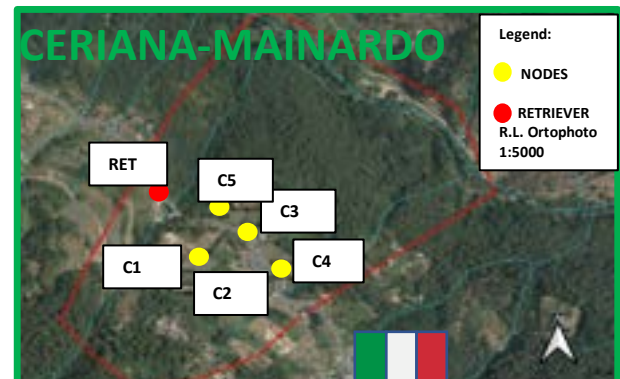 CERIANA-MAINARDO
Legend:
NODES
RETRIEVER
R.L. Ortophoto
1:5000
RET
C5
C3
C1
C4
C2